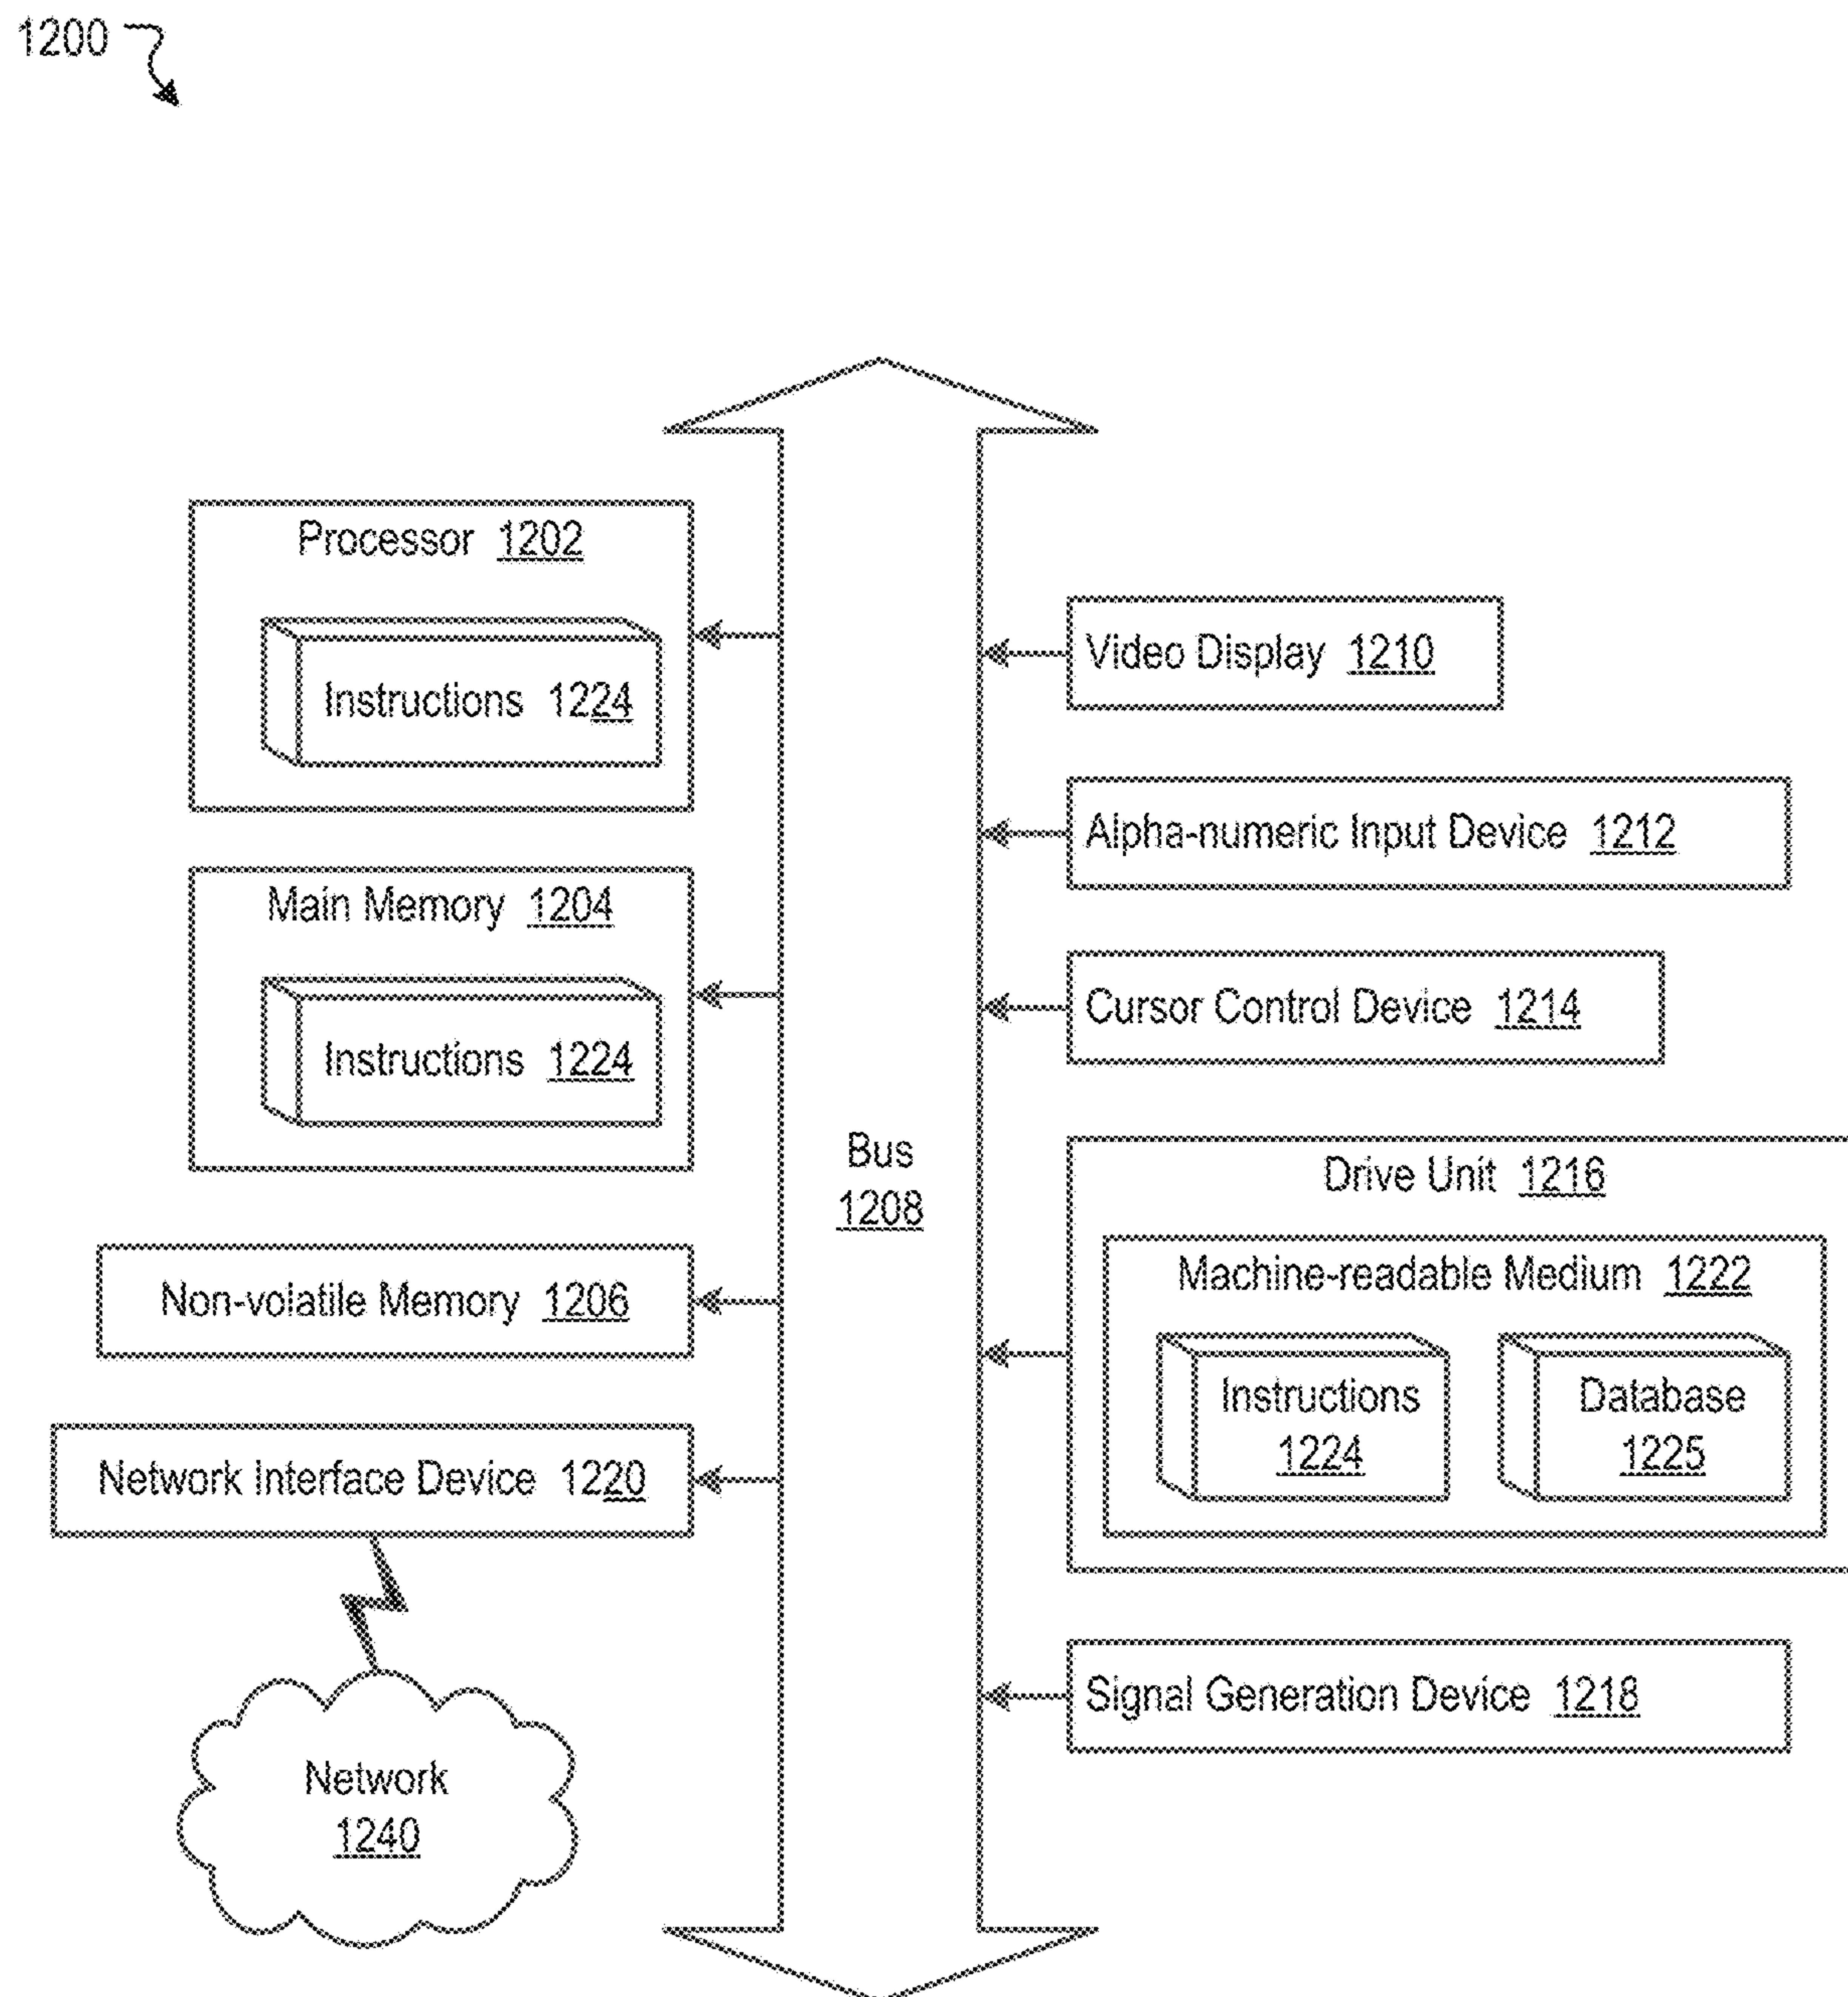 1200
Processor 1202
Instructions 1224
Main Memory 1204
Instructions 1224
Non-volatile Memory 1206
Network Interface Device 1220
Network
1240
Bus
1208
Video Display 1210
Alpha-numeric Input Device 1212
Cursor Control Device 1214
Drive Unit 1216
Machine-readable Medium 1222
Instructions
1224
Database
1225
Signal Generation Device 1218